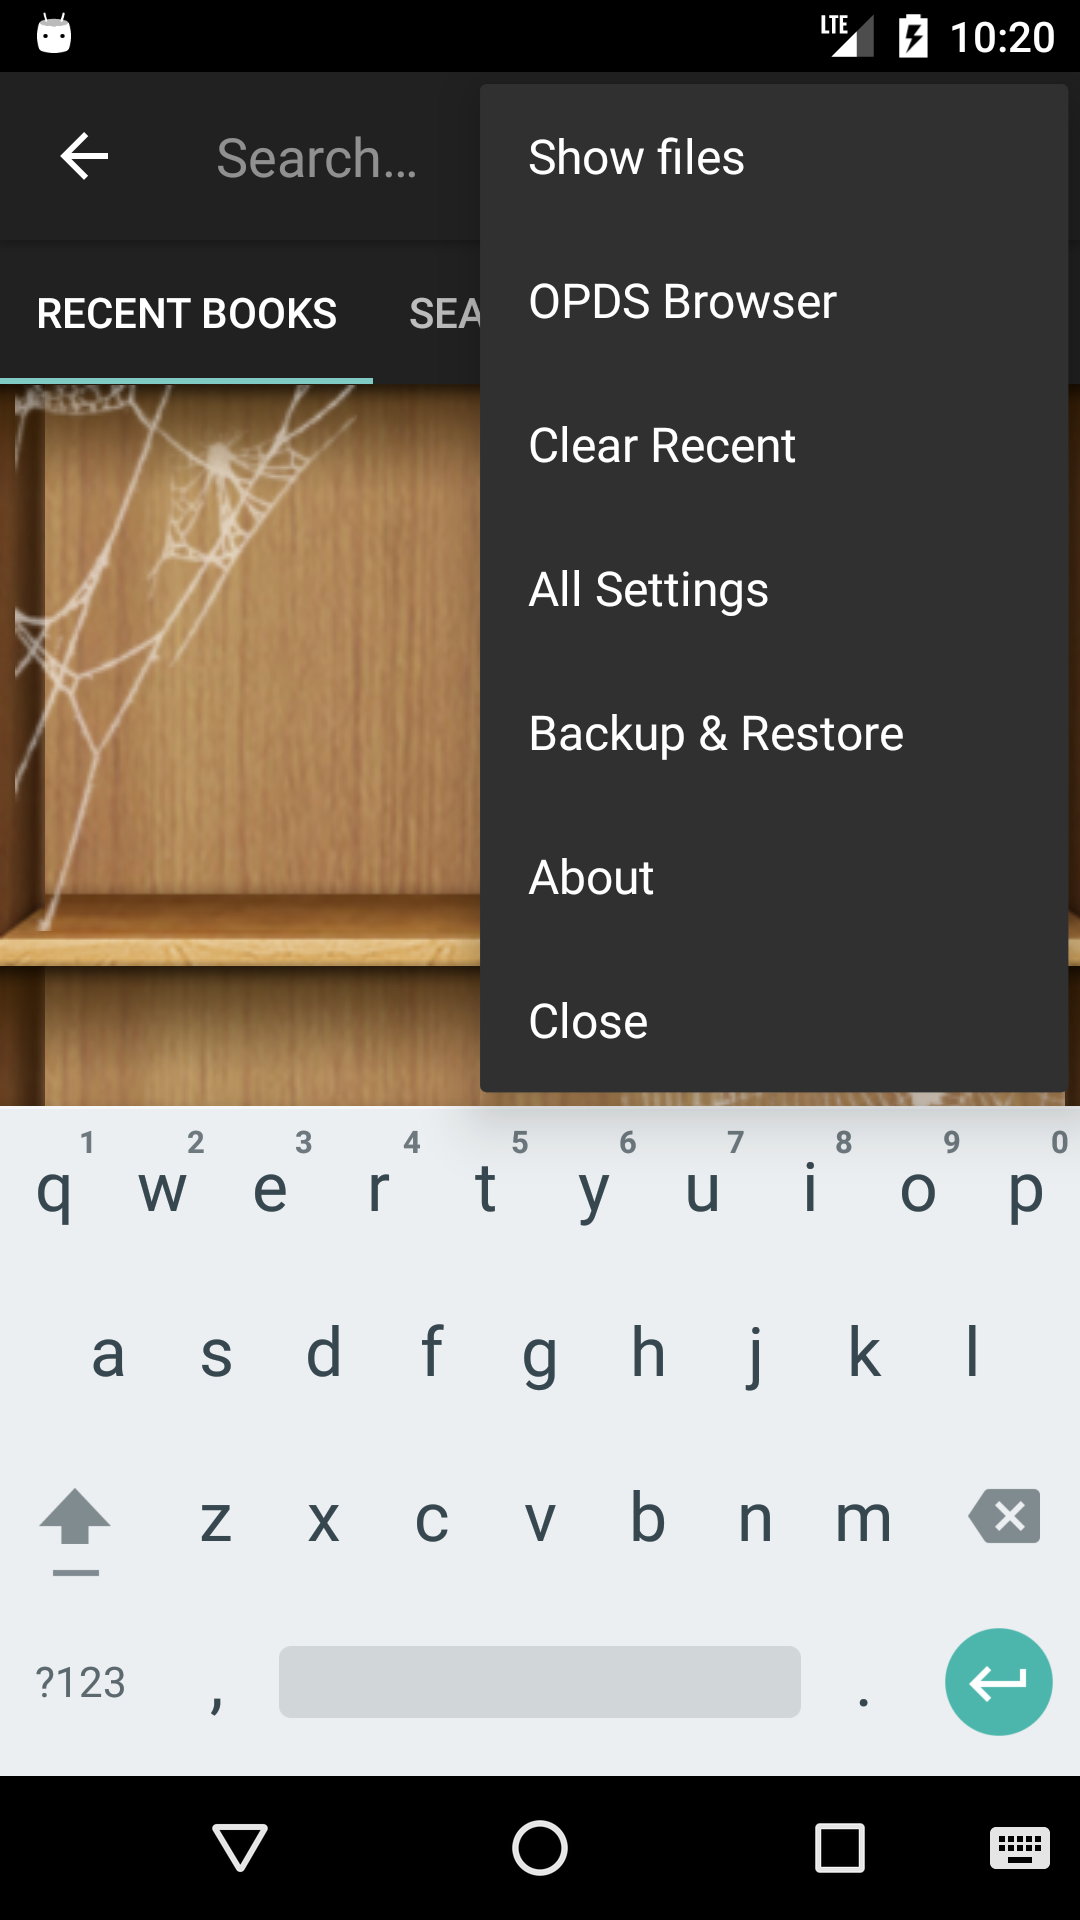 LTE 10:20
Search...
Show files
RECENT BOOKS SEA
OPDS Browser
Clear Recent
All Settings
Backup & Restore
About
Close
1 2 3 4 5 6 7 8 9 0
q w e r t y u i o p
a s d f g h j k l
z x c v b n m
?123 , .